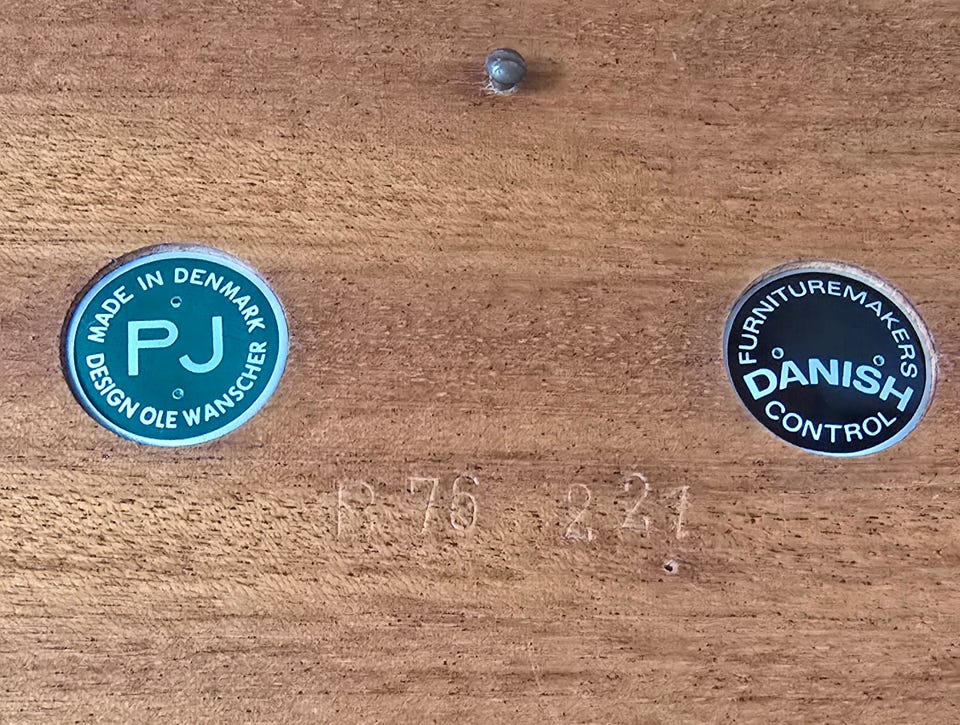 MADE IN DENMARK
PJ
DESIGN OLE WANSCHER
FURNITUREMAKERS
DANISH
CONTROL
76 221